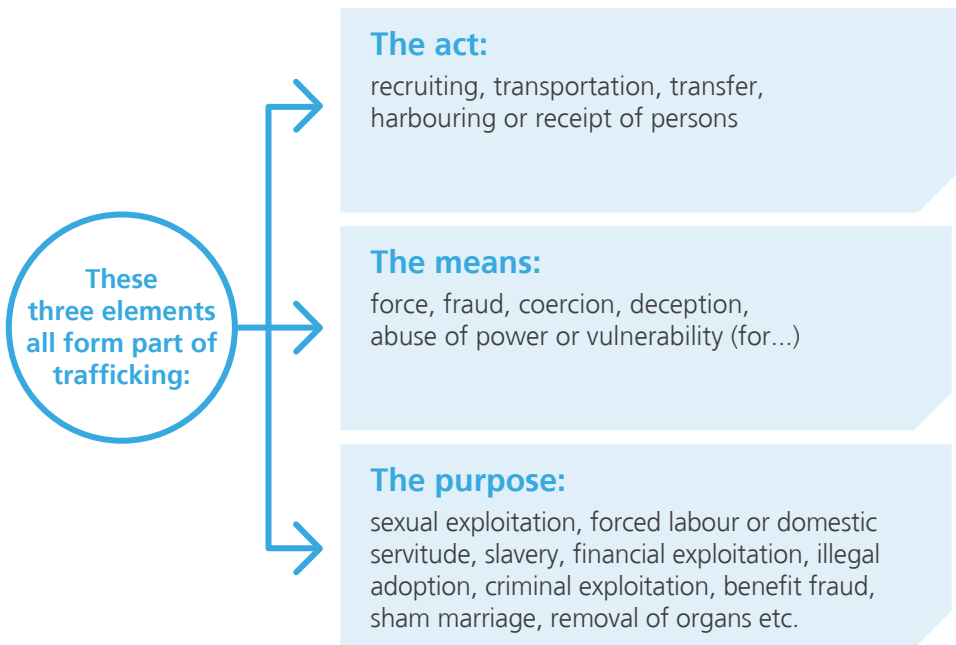 These
three elements
all form part of
trafficking:
The act:
recruiting, transportation, transfer,
harbouring or receipt of persons
The means:
force, fraud, coercion, deception,
abuse of power or vulnerability (for...)
The purpose:
sexual exploitation, forced labour or domestic
servitude, slavery, financial exploitation, illegal
adoption, criminal exploitation, benefit fraud,
sham marriage, removal of organs etc.